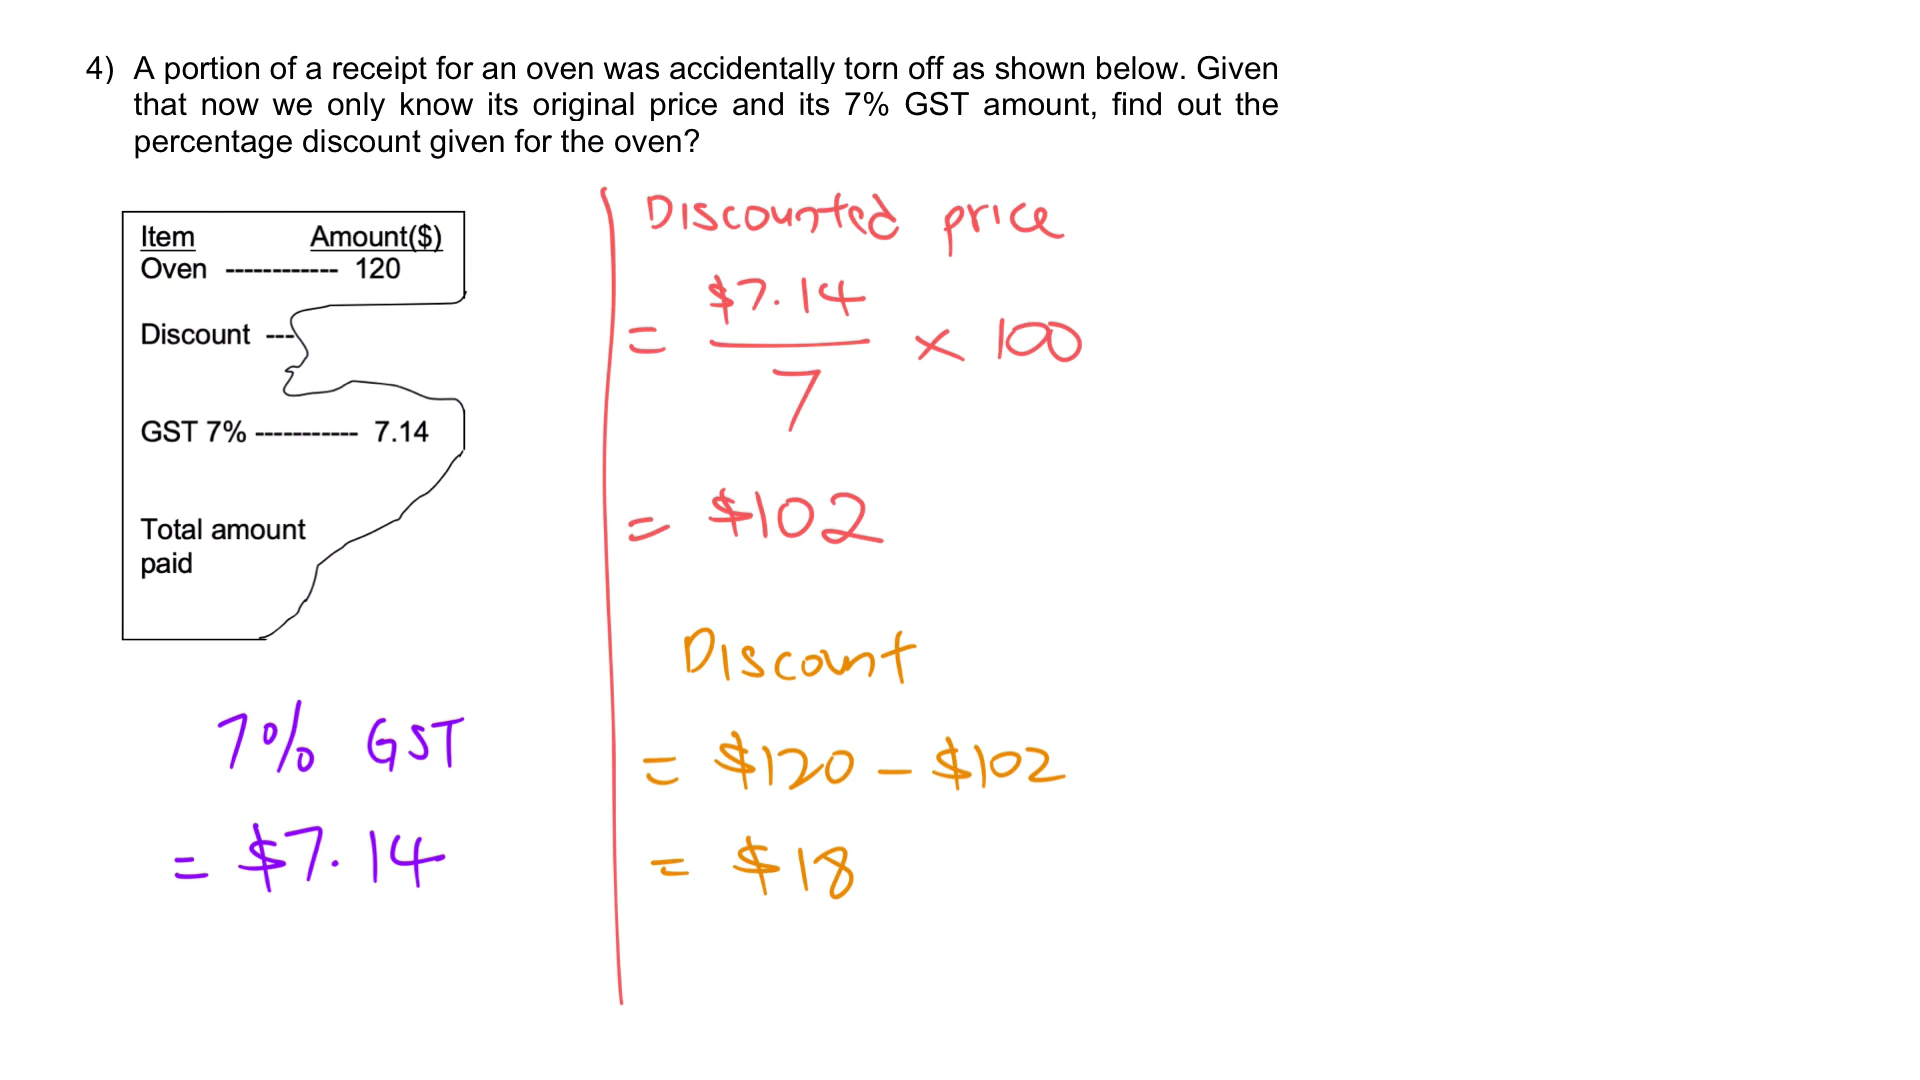 4) A portion of a receipt for an oven was accidentally torn off as shown below. Given
that now we only know its original price and its 7% GST amount, find out the
percentage discount given for the oven?
Item Amount($)
Oven ------------ 120
Discount ---
GST 7% ----------- 7.14
Total amount
paid
7% GST
= $7.14
Discounted price
= $7.14 / 7 × 100
= $102
Discount
= $120 – $102
= $18